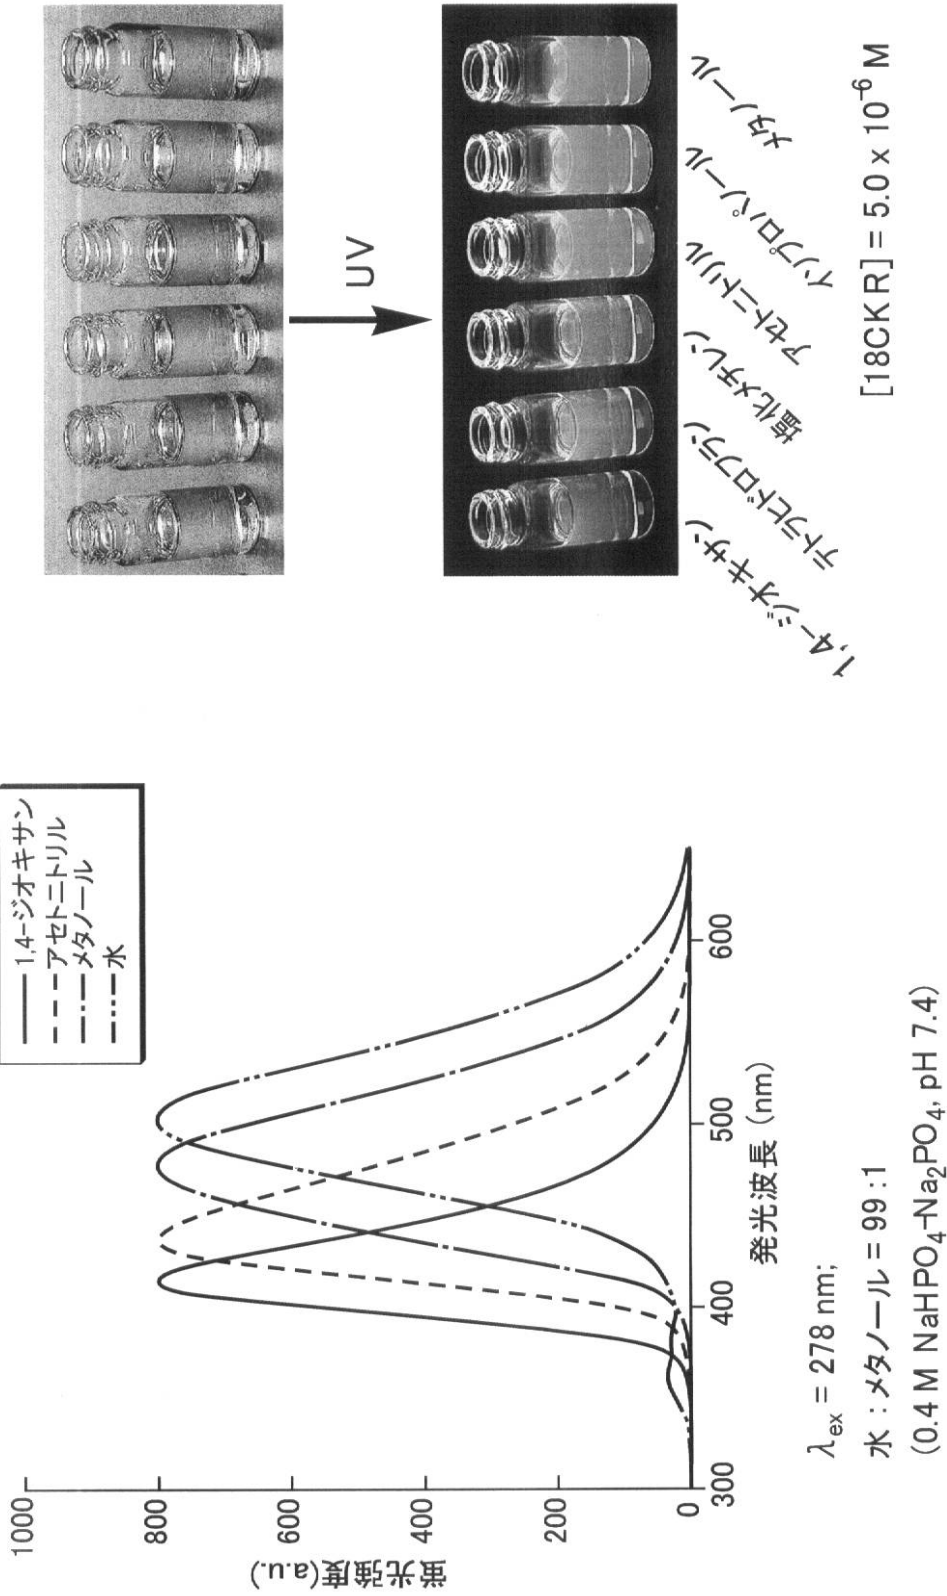 1,4-ジオキサン
アセトニトリル
メタノール
水
1000
800
600
400
200
0
蛍光強度(a.u.)
300
400
500
600
発光波長 (nm)
λex = 278 nm;
水 : メタノール = 99 :1
(0.4 M NaHPO4-Na2PO4, pH 7.4)
UV
1,4-ジオキサン
テトラヒドロフラン
塩化メチレン
アセトニトリル
イソプロパノール
メタノール
[18CKR] = 5.0 x 10⁻⁶ M